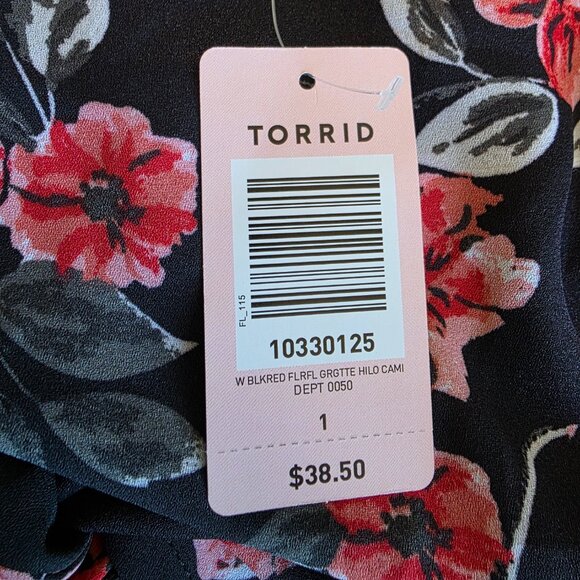 TORRID
FL_115
10330125
W BLKRED FLRFL GRGTTE HILO CAMI
DEPT 0050
1
$38.50